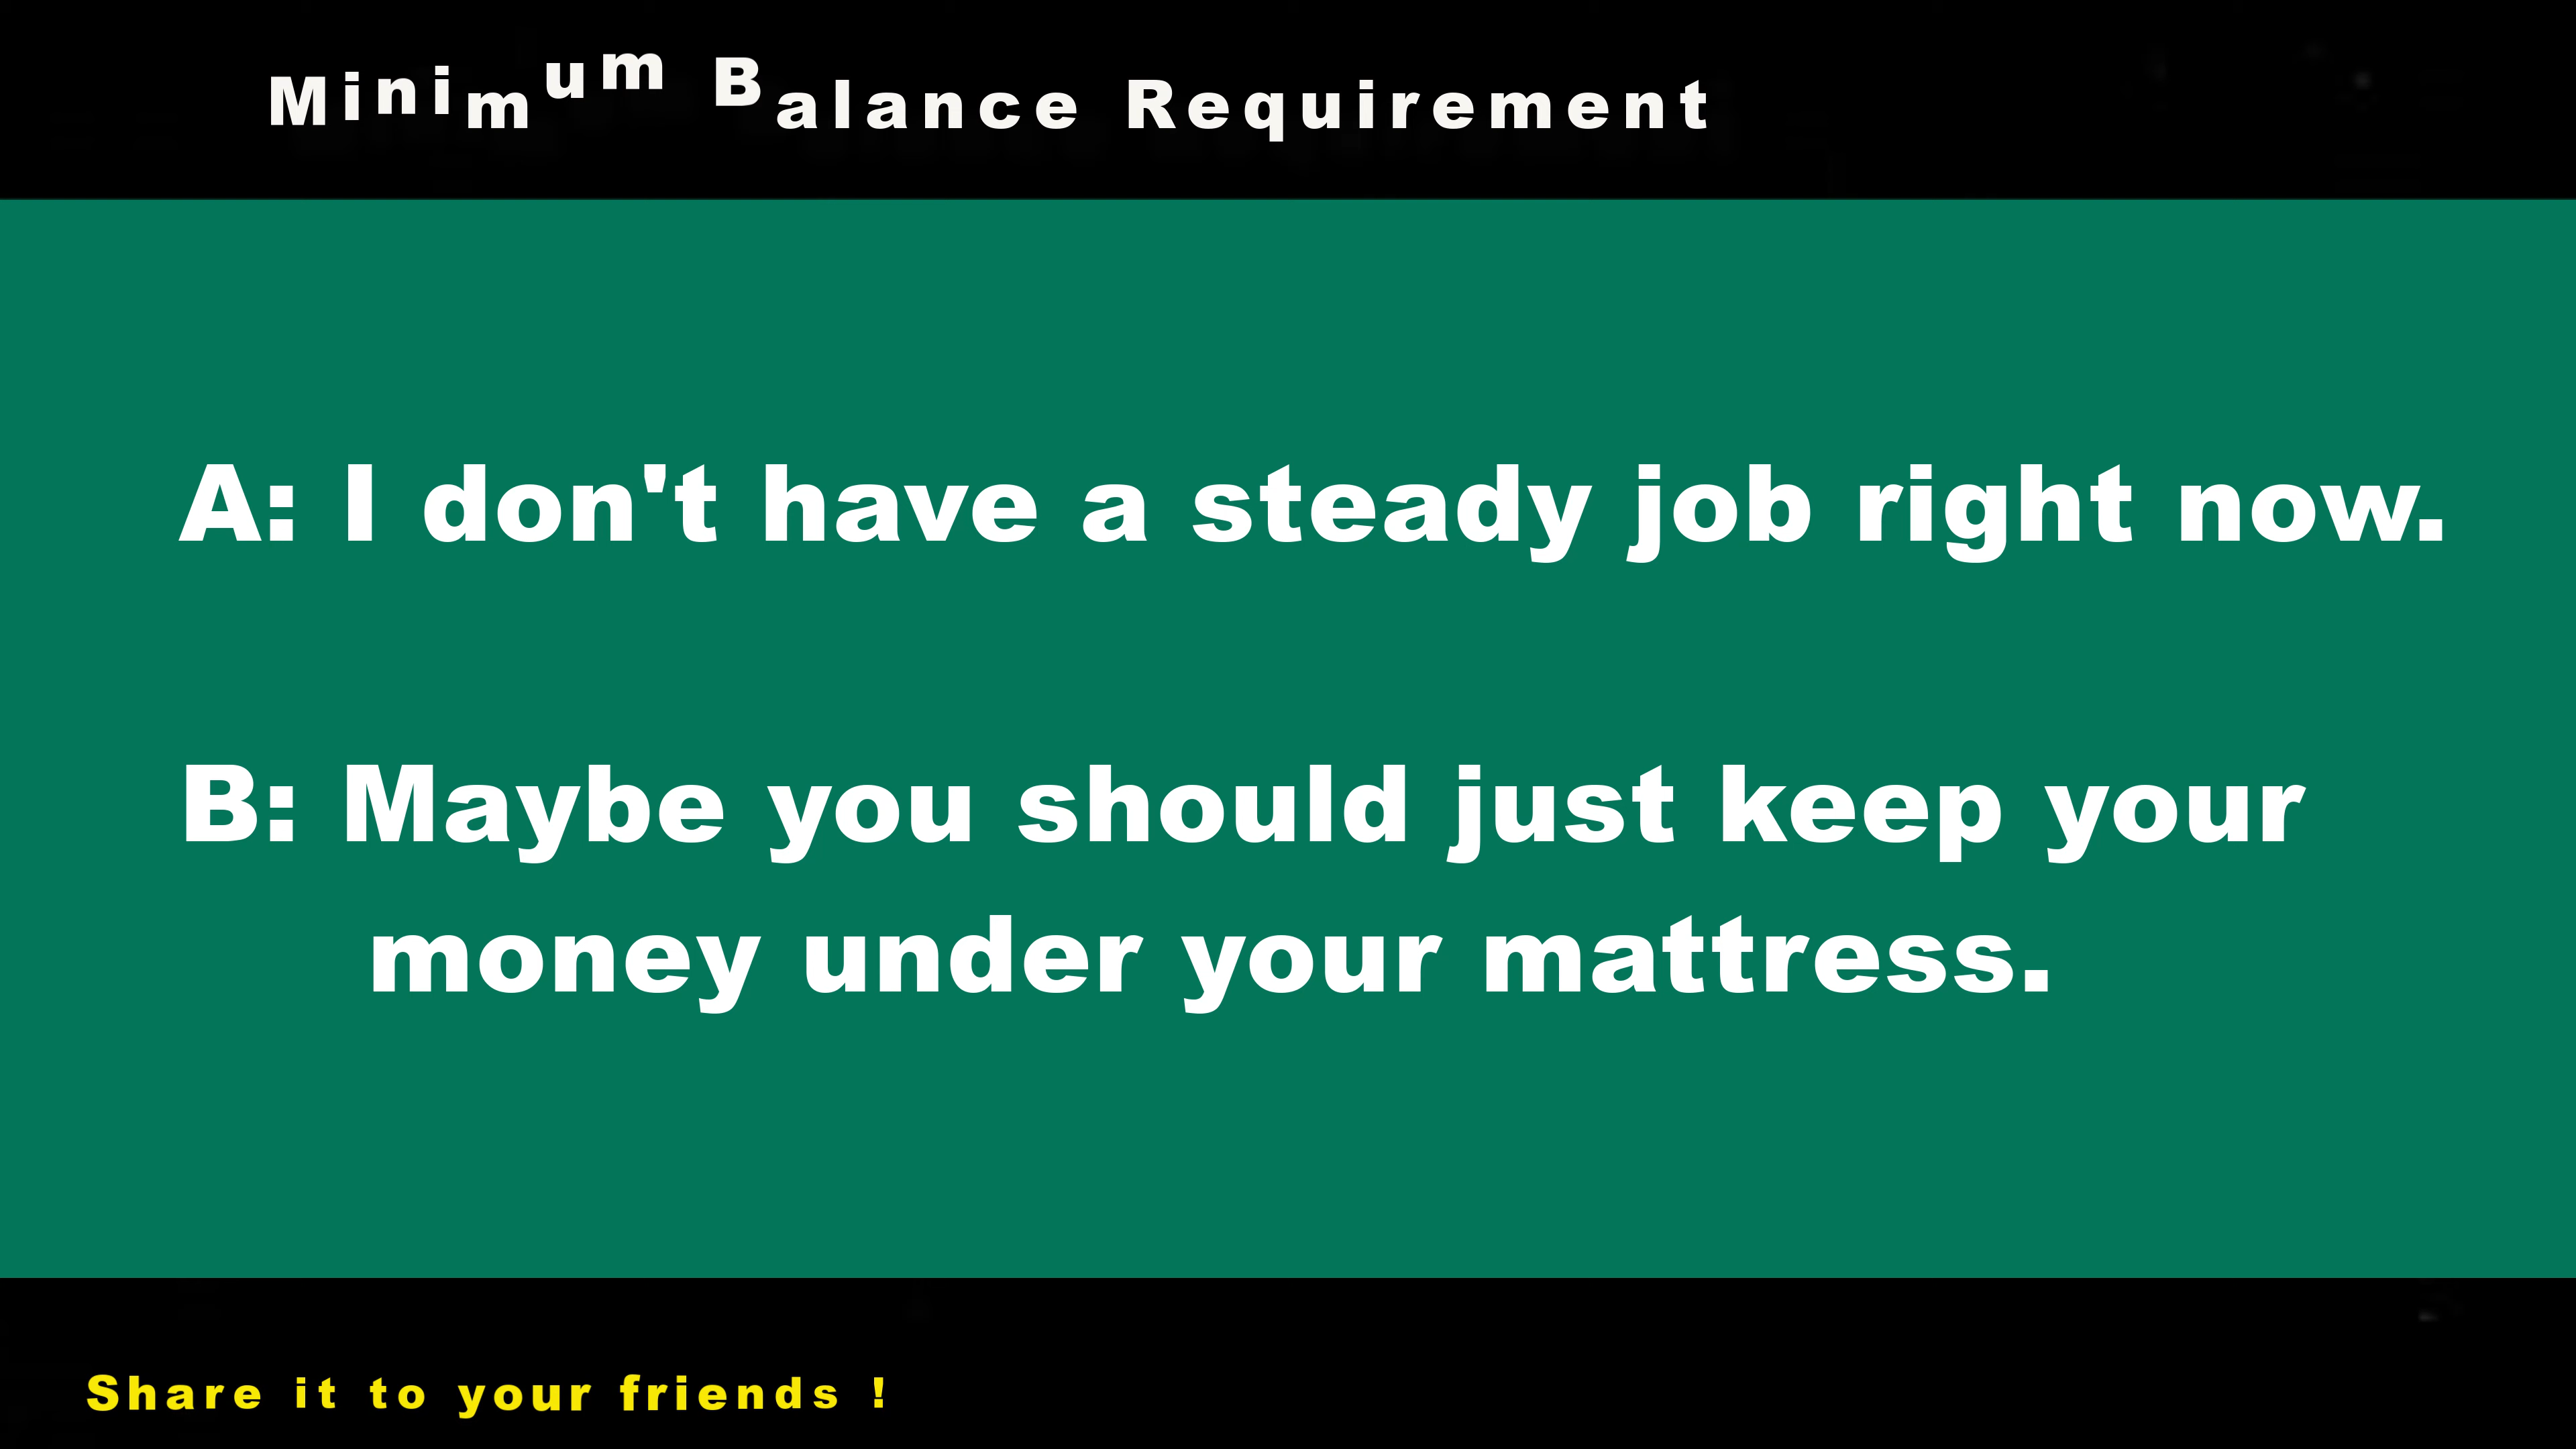 Minimum Balance Requirement
A: I don't have a steady job right now.
B: Maybe you should just keep your
money under your mattress.
Share it to your friends !